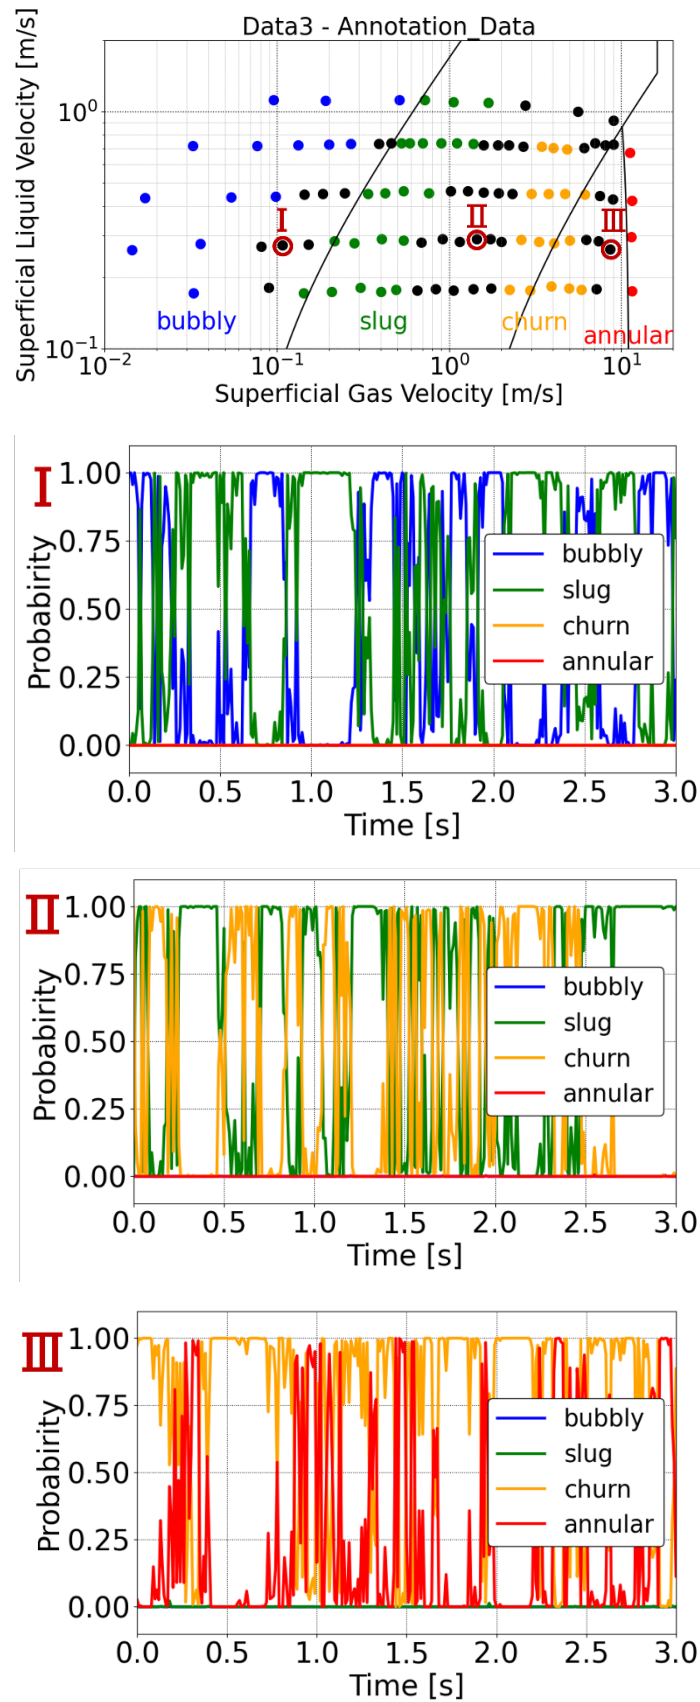 Data3 - Annotation_Data
Superficial Liquid Velocity [m/s]
10^0
10^-1
I
II
III
bubbly
slug
churn
annular
10^-2
10^-1
10^0
10^1
Superficial Gas Velocity [m/s]
I
Probabirity
1.00
0.75
0.50
0.25
0.00
bubbly
slug
churn
annular
0.0 0.5 1.0 1.5 2.0 2.5 3.0
Time [s]
II
Probabirity
1.00
0.75
0.50
0.25
0.00
bubbly
slug
churn
annular
0.0 0.5 1.0 1.5 2.0 2.5 3.0
Time [s]
III
Probabirity
1.00
0.75
0.50
0.25
0.00
bubbly
slug
churn
annular
0.0 0.5 1.0 1.5 2.0 2.5 3.0
Time [s]